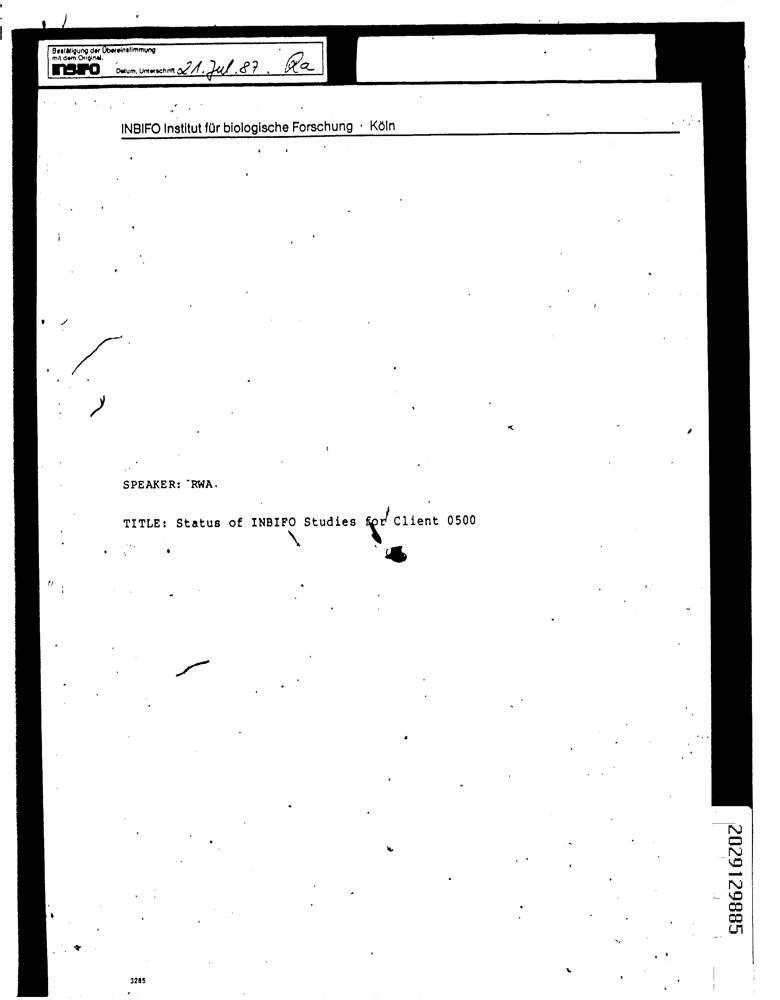 Bestätigung der Übereinstimmung
mit dem Original.
INBIFO Datum, Unterschrift 21. Jul. 87. Ra
INBIFO Institut für biologische Forschung · Köln
SPEAKER: RWA.
TITLE: Status of INBIFO Studies for Client 0500
2029129885
3285